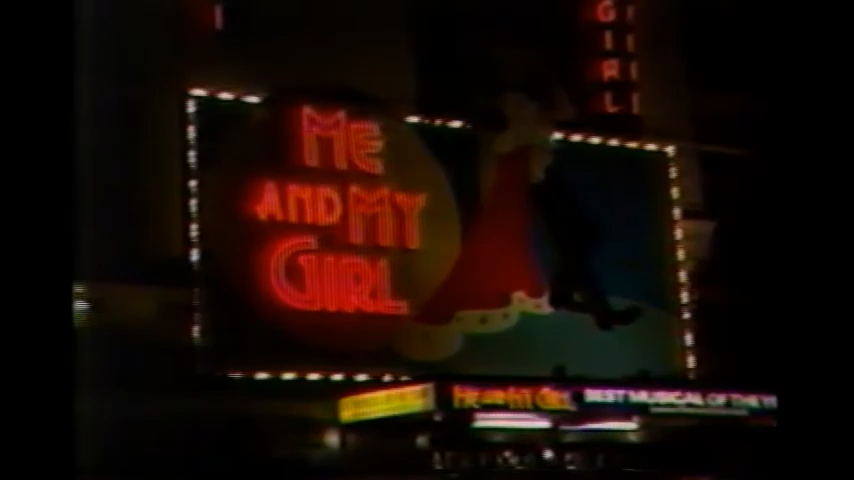 GIRL
ME
AND MY
GIRL
ME AND MY GIRL
BEST MUSICAL OF THE